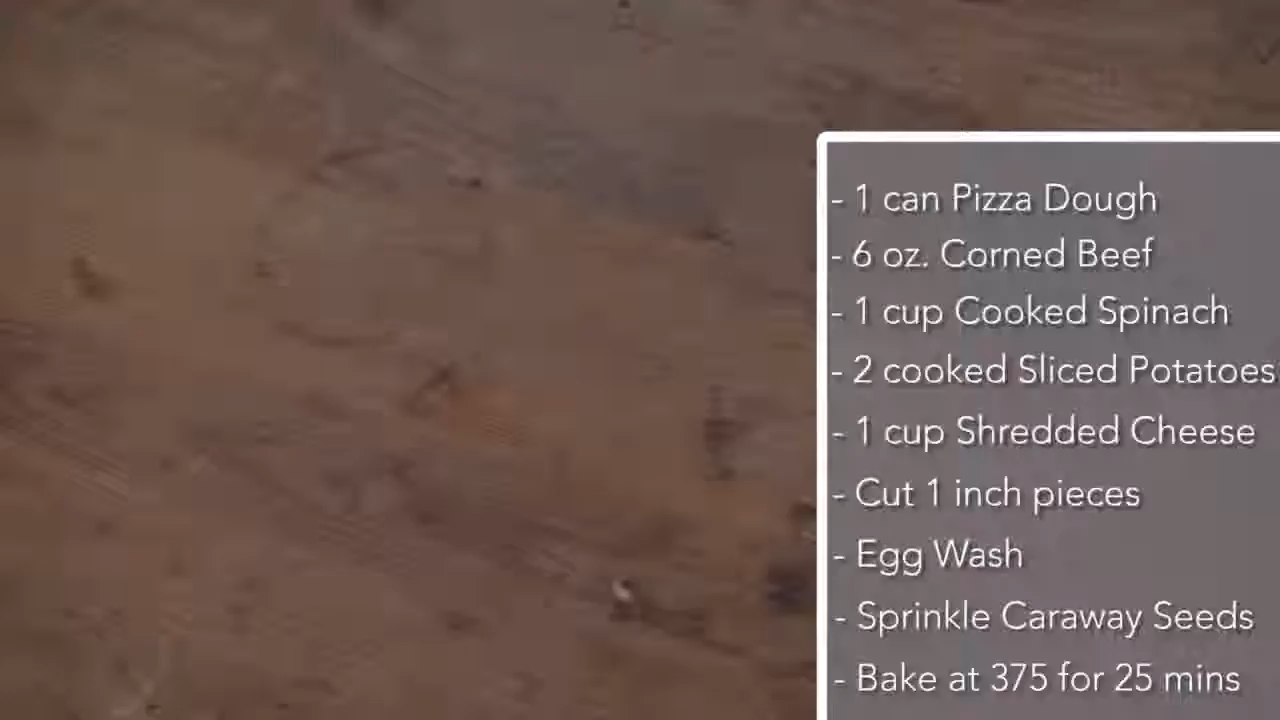 - 1 can Pizza Dough
- 6 oz. Corned Beef
- 1 cup Cooked Spinach
- 2 cooked Sliced Potatoes
- 1 cup Shredded Cheese
- Cut 1 inch pieces
- Egg Wash
- Sprinkle Caraway Seeds
- Bake at 375 for 25 mins